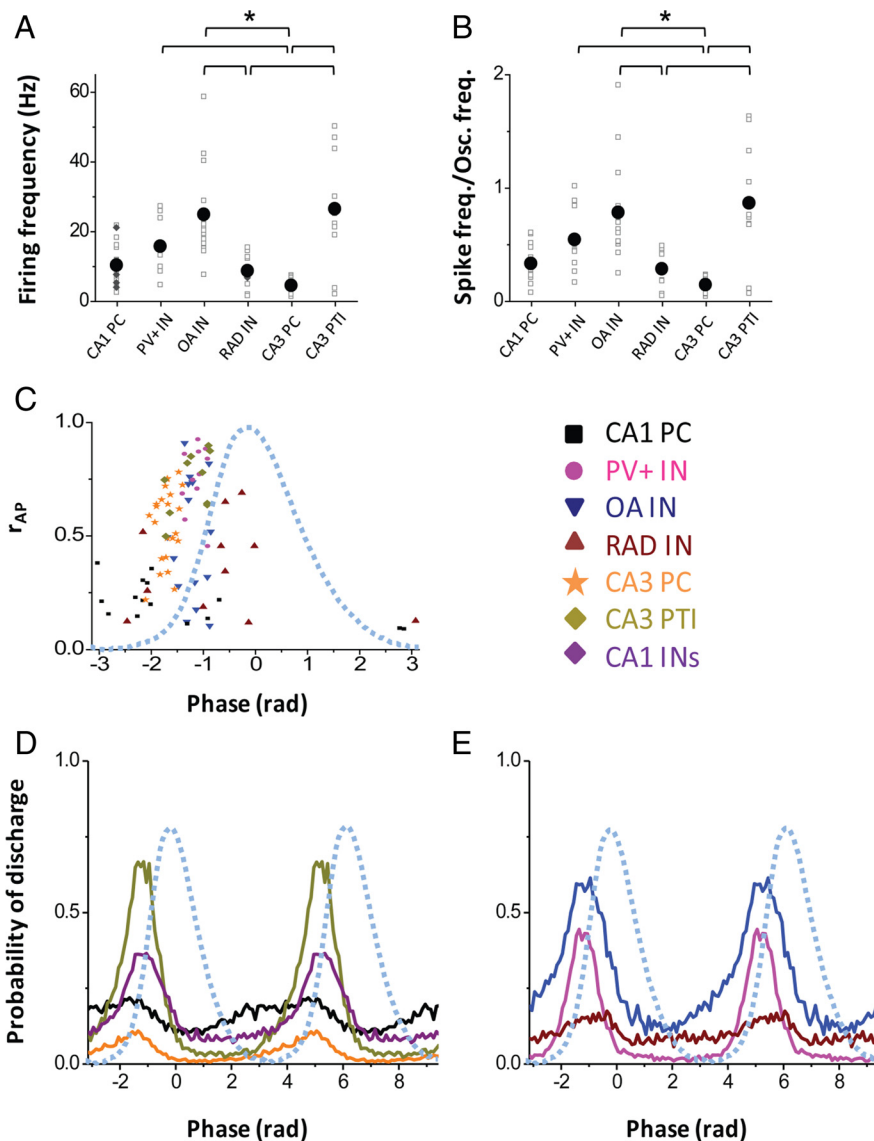 A
*
Firing frequency (Hz)
60
40
20
0
CA1 PC
PV+ IN
OA IN
RAD IN
CA3 PC
CA3 PTI
B
*
Spike freq./Osc. freq.
2
1
0
CA1 PC
PV+ IN
OA IN
RAD IN
CA3 PC
CA3 PTI
C
rAP
1.0
0.5
0.0
-3 -2 -1 0 1 2 3
Phase (rad)
CA1 PC
PV+ IN
OA IN
RAD IN
CA3 PC
CA3 PTI
CA1 INs
D
Probability of discharge
1.0
0.5
0.0
-2 0 2 4 6 8
Phase (rad)
E
1.0
0.5
0.0
-2 0 2 4 6 8
Phase (rad)